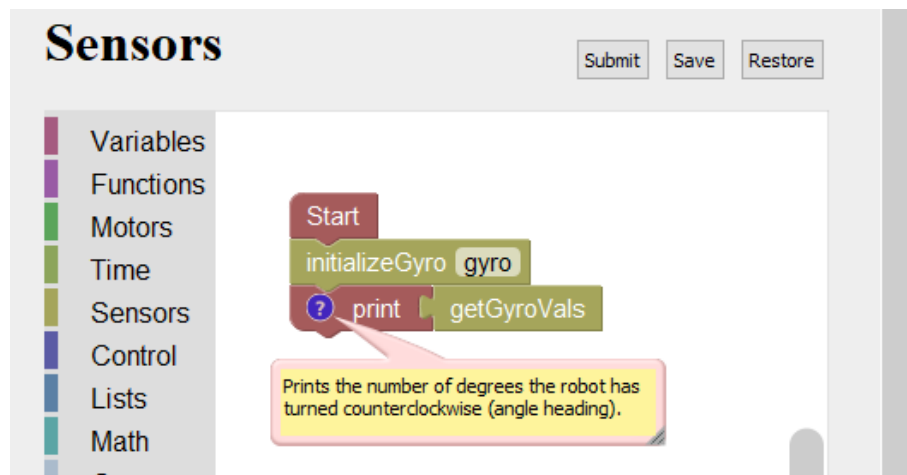 Sensors
Submit Save Restore
Variables
Functions
Motors
Time
Sensors
Control
Lists
Math
Start
initializeGyro gyro
? print getGyroVals
Prints the number of degrees the robot has
turned counterclockwise (angle heading).